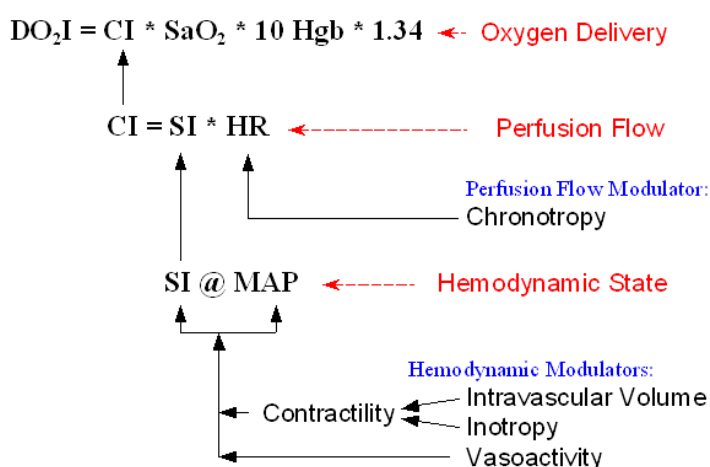 DO₂I = CI * SaO₂ * 10 Hgb * 1.34 Oxygen Delivery
CI = SI * HR Perfusion Flow
Perfusion Flow Modulator:
Chronotropy
SI @ MAP Hemodynamic State
Hemodynamic Modulators:
Intravascular Volume
Contractility
Inotropy
Vasoactivity